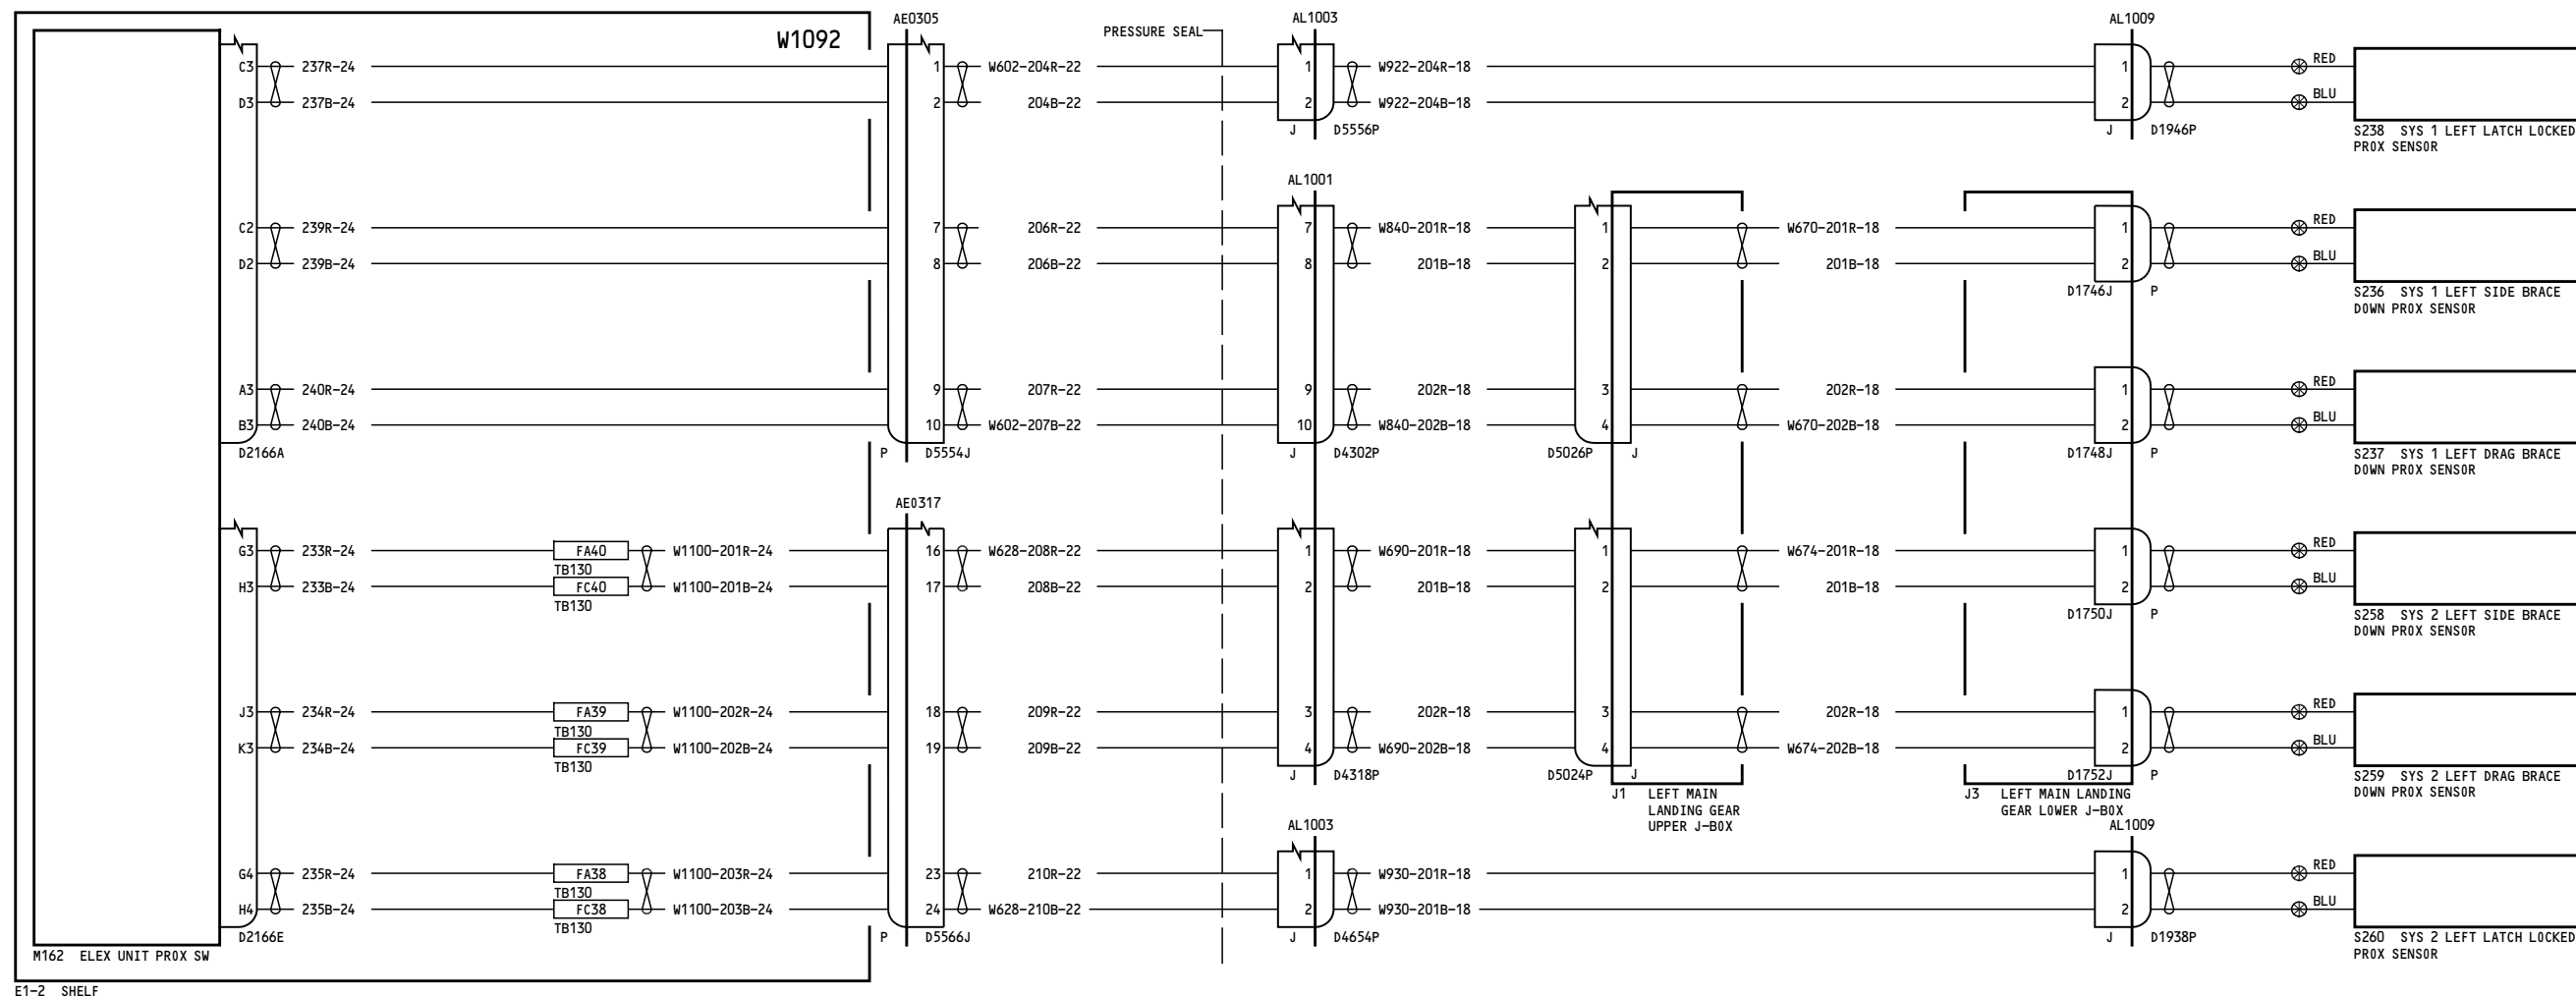 AE0305 AL1003 AL1009
W1092 PRESSURE SEAL
C3 237R-24 1 W602-204R-22 1 W922-204R-18 1 RED
D3 237B-24 2 204B-22 2 W922-204B-18 2 BLU
J D5556P J D1946P
S238 SYS 1 LEFT LATCH LOCKED
PROX SENSOR
AL1001
C2 239R-24 7 206R-22 7 W840-201R-18 1 W670-201R-18 1 RED
D2 239B-24 8 206B-22 8 201B-18 2 201B-18 2 BLU
D1746J P
S236 SYS 1 LEFT SIDE BRACE
DOWN PROX SENSOR
A3 240R-24 9 207R-22 9 202R-18 3 202R-18 1 RED
B3 240B-24 10 W602-207B-22 10 W840-202B-18 4 W670-202B-18 2 BLU
D2166A P D5554J J D4302P D5026P J D1748J P
S237 SYS 1 LEFT DRAG BRACE
DOWN PROX SENSOR
AE0317
G3 233R-24 FA40 W1100-201R-24 16 W628-208R-22 1 W690-201R-18 1 W674-201R-18 1 RED
TB130
H3 233B-24 FC40 W1100-201B-24 17 208B-22 2 201B-18 2 201B-18 2 BLU
TB130
D1750J P
S258 SYS 2 LEFT SIDE BRACE
DOWN PROX SENSOR
J3 234R-24 FA39 W1100-202R-24 18 209R-22 3 202R-18 3 202R-18 1 RED
TB130
K3 234B-24 FC39 W1100-202B-24 19 209B-22 4 W690-202B-18 4 W674-202B-18 2 BLU
TB130
J D4318P D5024P J D1752J P
S259 SYS 2 LEFT DRAG BRACE
DOWN PROX SENSOR
J1 LEFT MAIN
LANDING GEAR
UPPER J-BOX
J3 LEFT MAIN LANDING
GEAR LOWER J-BOX
AL1003 AL1009
G4 235R-24 FA38 W1100-203R-24 23 210R-22 1 W930-201R-18 1 RED
TB130
H4 235B-24 FC38 W1100-203B-24 24 W628-210B-22 2 W930-201B-18 2 BLU
TB130
D2166E P D5566J J D4654P J D1938P
S260 SYS 2 LEFT LATCH LOCKED
PROX SENSOR
M162 ELEX UNIT PROX SW
E1-2 SHELF